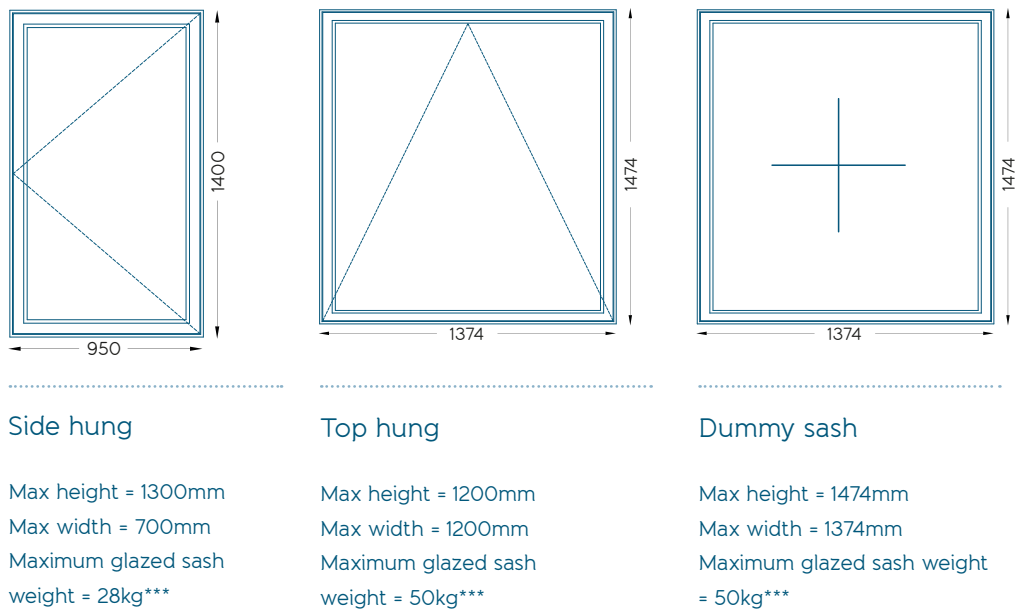 1400
950
1474
1374
1474
1374
Side hung
Max height = 1300mm
Max width = 700mm
Maximum glazed sash
weight = 28kg***
Top hung
Max height = 1200mm
Max width = 1200mm
Maximum glazed sash
weight = 50kg***
Dummy sash
Max height = 1474mm
Max width = 1374mm
Maximum glazed sash weight
= 50kg***